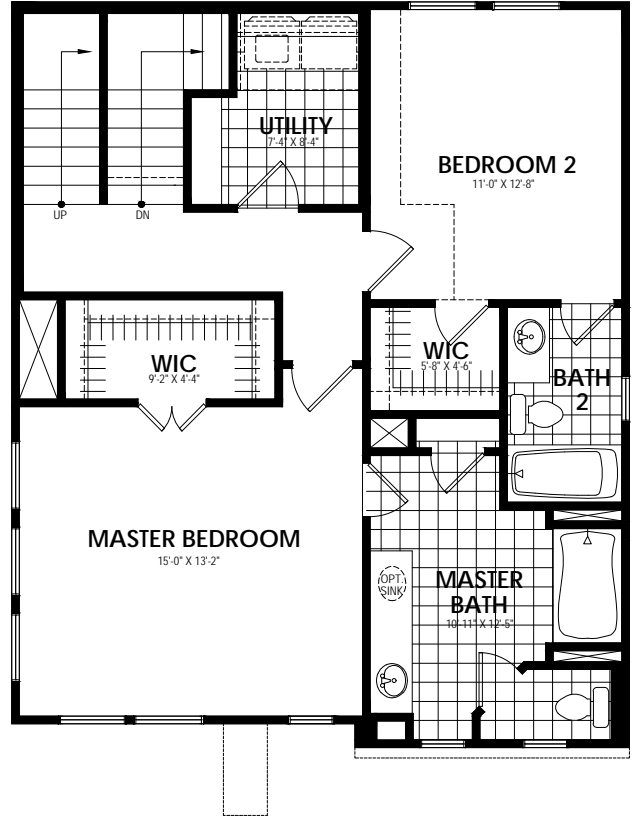 UTILITY
7'-4" X 8'-4"
BEDROOM 2
11'-0" X 12'-8"
UP
DN
WIC
9'-2" X 4'-4"
WIC
5'-8" X 4'-6"
BATH
2
MASTER BEDROOM
15'-0" X 13'-2"
OPT.
SINK
MASTER
BATH
10'-11" X 12'-5"